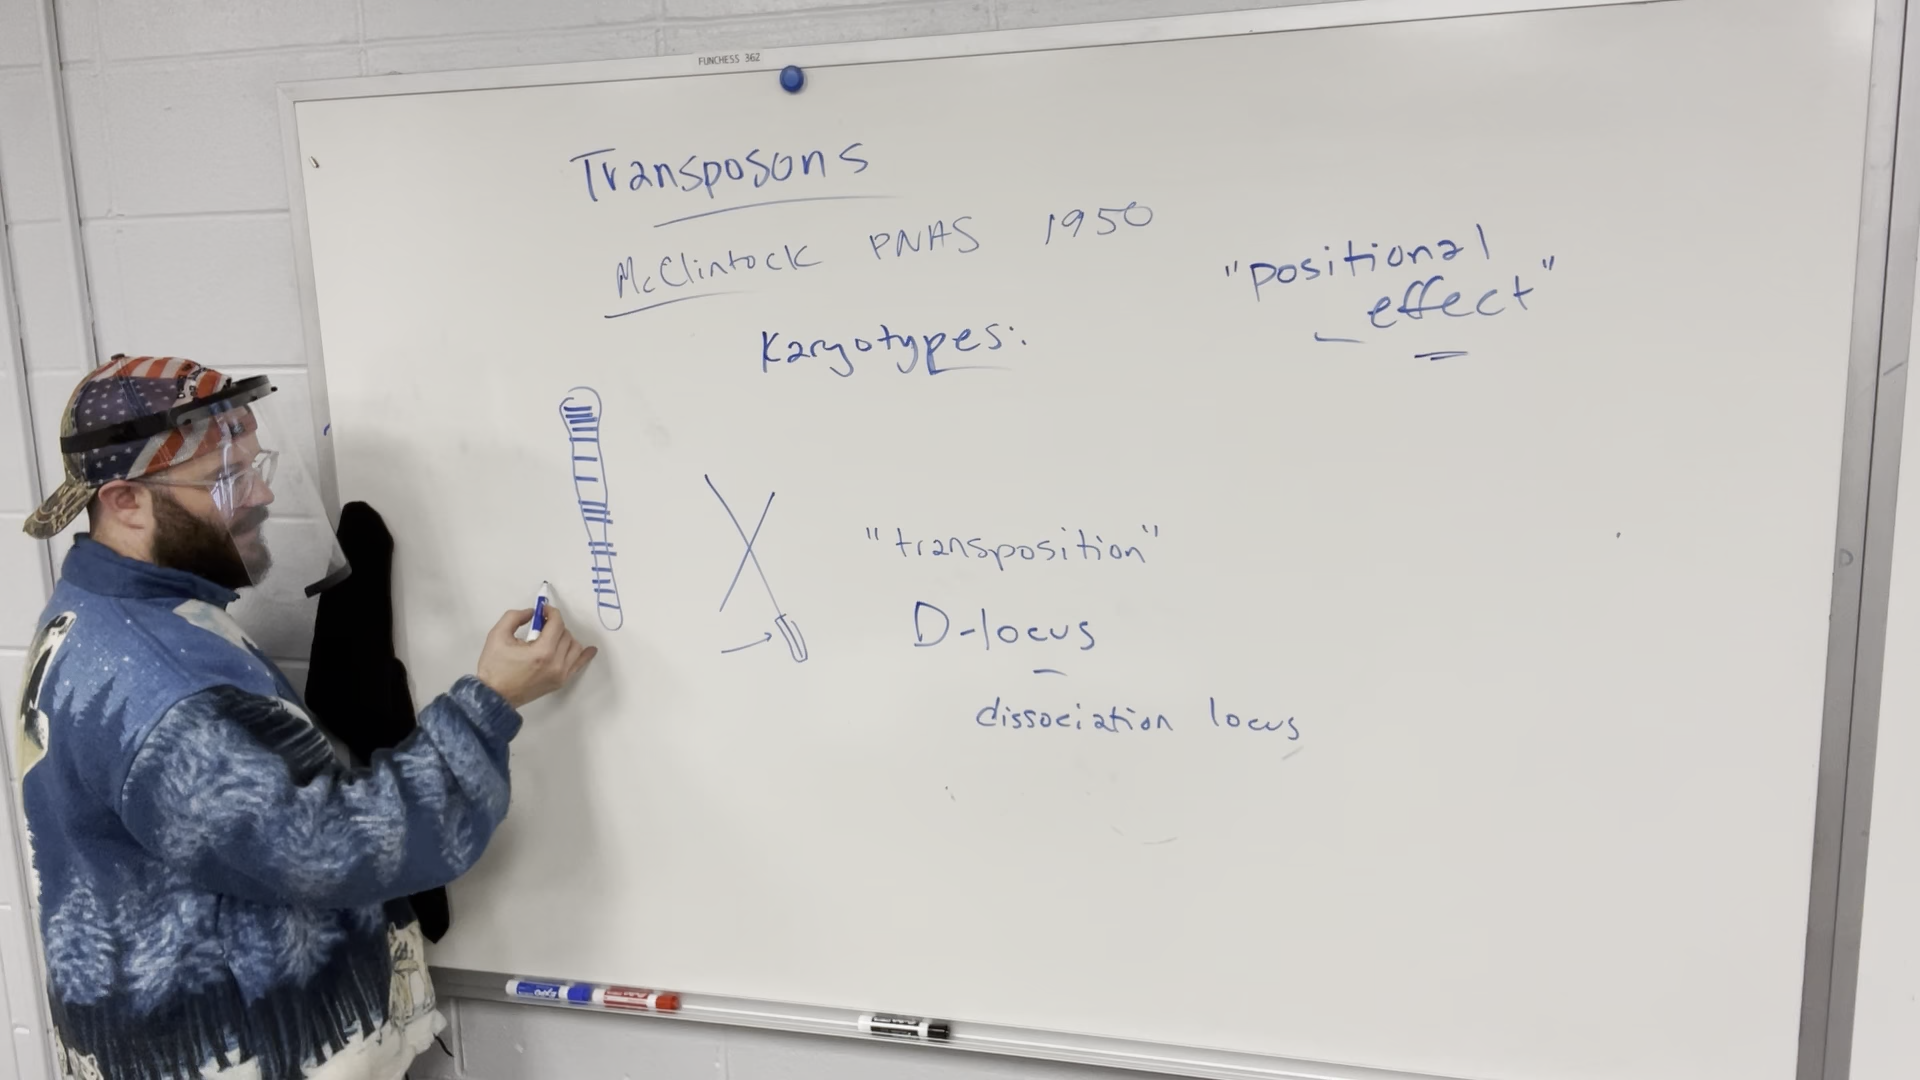 FUNCHESS 362
Transposons
McClintock PNAS 1950
"positional
effect"
Karyotypes:
"transposition"
D-locus
dissociation locus